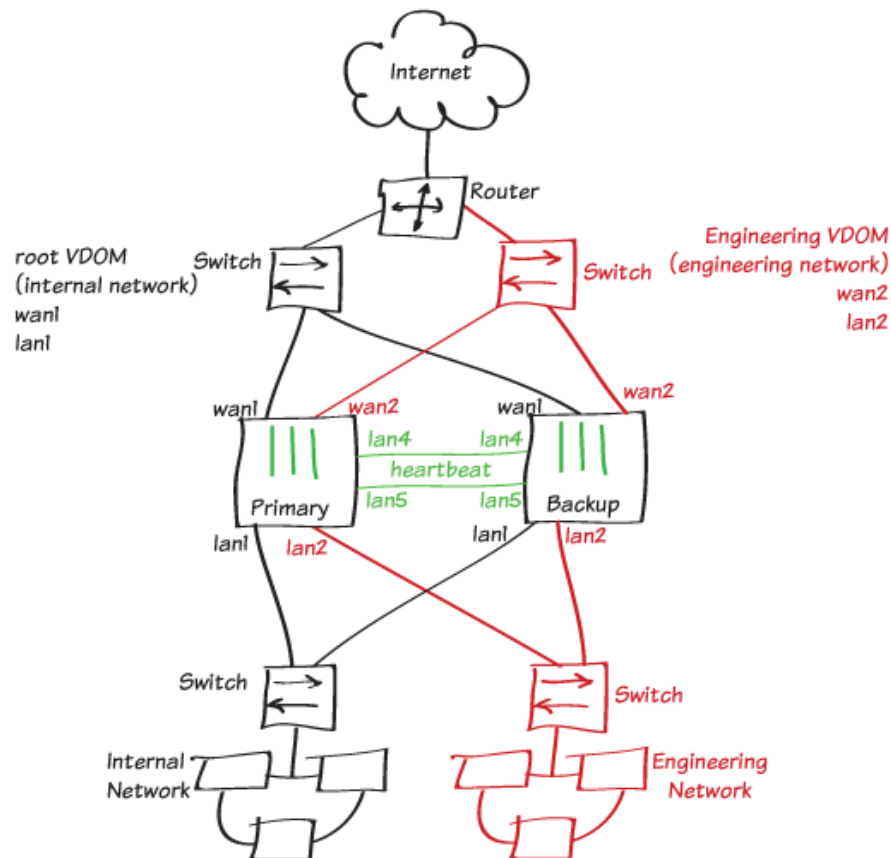 Internet
Router
root VDOM
(internal network)
wan1
lan1
Switch
Switch
Engineering VDOM
(engineering network)
wan2
lan2
wan1
wan2
wan1
wan2
lan4
lan4
heartbeat
lan5
lan5
Primary
Backup
lan1
lan2
lan1
lan2
Switch
Switch
Internal
Network
Engineering
Network